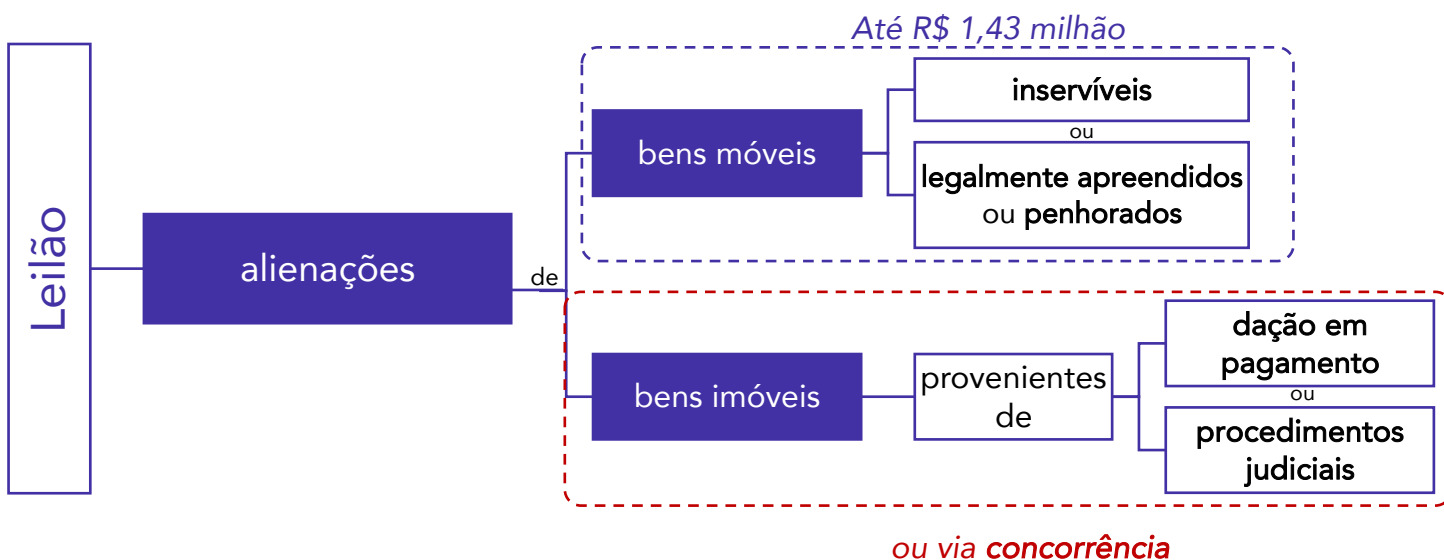 Até R$ 1,43 milhão
Leilão
alienações
de
bens móveis
inservíveis
ou
legalmente apreendidos
ou penhorados
bens imóveis
provenientes
de
dação em
pagamento
ou
procedimentos
judiciais
ou via concorrência